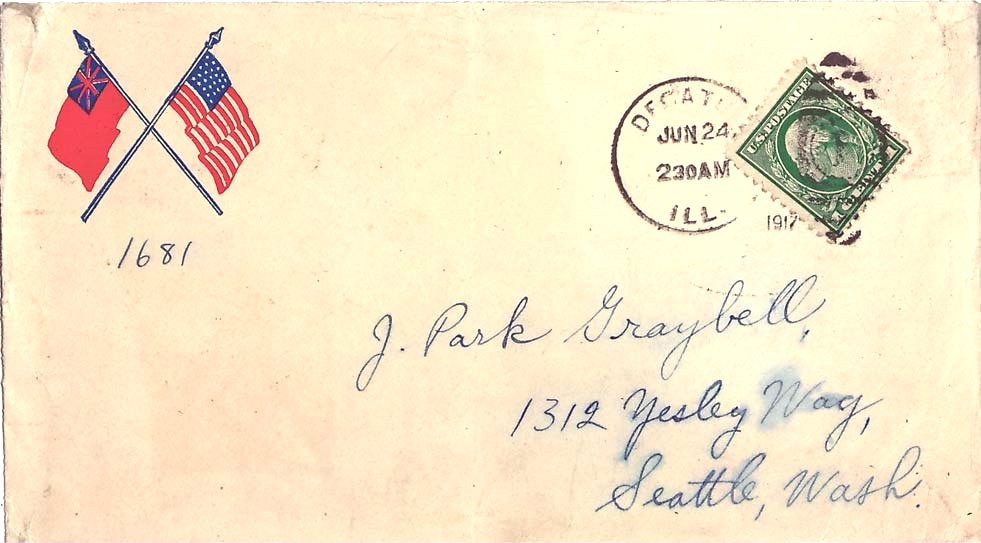 DECATU
JUN 24
230AM
ILL.
1917
U.S. POSTAGE
1681
J. Park Graybell,
1312 Yesley Way,
Seattle, Wash.